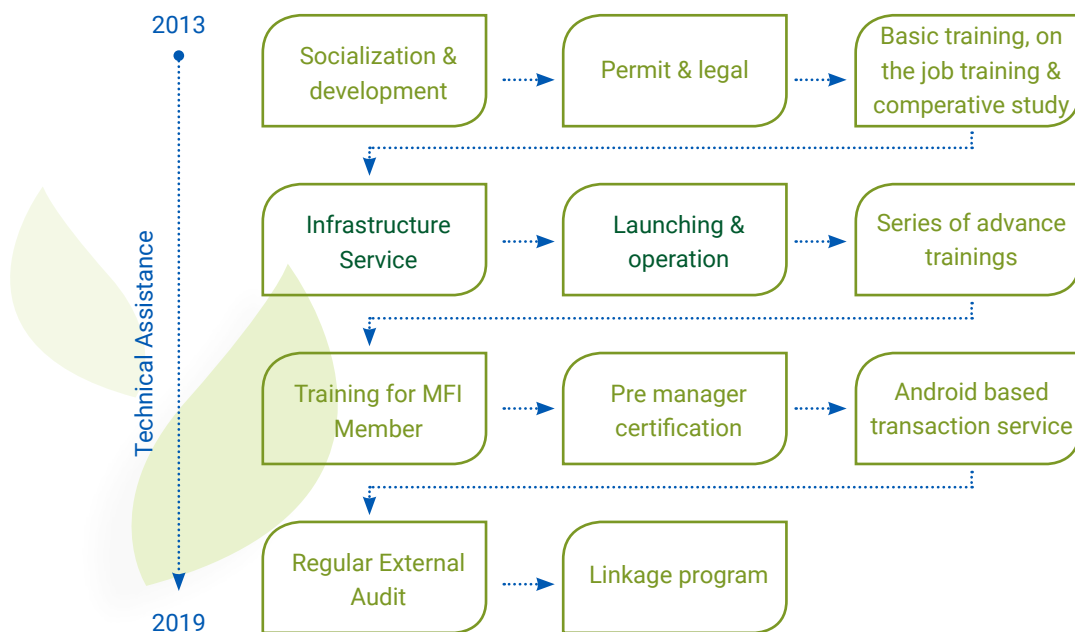 2013
Socialization &
development
Permit & legal
Basic training, on
the job training &
comperative study
Technical Assistance
Infrastructure
Service
Launching &
operation
Series of advance
trainings
Training for MFI
Member
Pre manager
certification
Android based
transaction service
Regular External
Audit
Linkage program
2019